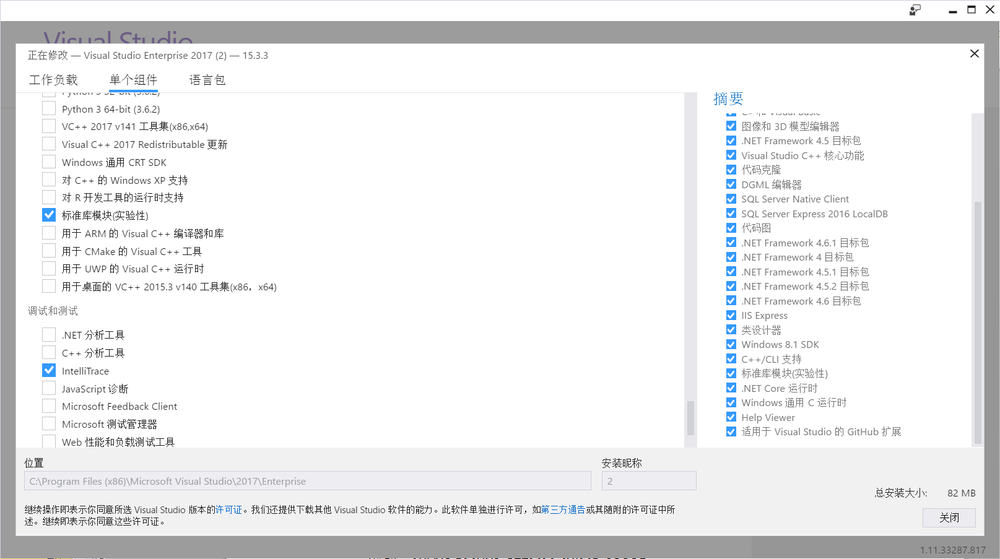 Visual Studio
正在修改 — Visual Studio Enterprise 2017 (2) — 15.3.3
工作负载 单个组件 语言包
Python 3 32-bit (3.6.2)
Python 3 64-bit (3.6.2)
VC++ 2017 v141 工具集(x86,x64)
Visual C++ 2017 Redistributable 更新
Windows 通用 CRT SDK
对 C++ 的 Windows XP 支持
对 R 开发工具的运行时支持
标准库模块(实验性)
用于 ARM 的 Visual C++ 编译器和库
用于 CMake 的 Visual C++ 工具
用于 UWP 的 Visual C++ 运行时
用于桌面的 VC++ 2015.3 v140 工具集(x86，x64)
调试和测试
.NET 分析工具
C++ 分析工具
IntelliTrace
JavaScript 诊断
Microsoft Feedback Client
Microsoft 测试管理器
Web 性能和负载测试工具
摘要
C# 和 Visual Basic
图像和 3D 模型编辑器
.NET Framework 4.5 目标包
Visual Studio C++ 核心功能
代码克隆
DGML 编辑器
SQL Server Native Client
SQL Server Express 2016 LocalDB
代码图
.NET Framework 4.6.1 目标包
.NET Framework 4 目标包
.NET Framework 4.5.1 目标包
.NET Framework 4.5.2 目标包
.NET Framework 4.6 目标包
IIS Express
类设计器
Windows 8.1 SDK
C++/CLI 支持
标准库模块(实验性)
.NET Core 运行时
Windows 通用 C 运行时
Help Viewer
适用于 Visual Studio 的 GitHub 扩展
位置
C:\Program Files (x86)\Microsoft Visual Studio\2017\Enterprise
安装昵称
2
总安装大小: 82 MB
继续操作即表示你同意所选 Visual Studio 版本的许可证。我们还提供下载其他 Visual Studio 软件的能力。此软件单独进行许可，如第三方通告或其随附的许可证中所
述。继续即表示你同意这些许可证。
关闭
1.11.33287.817